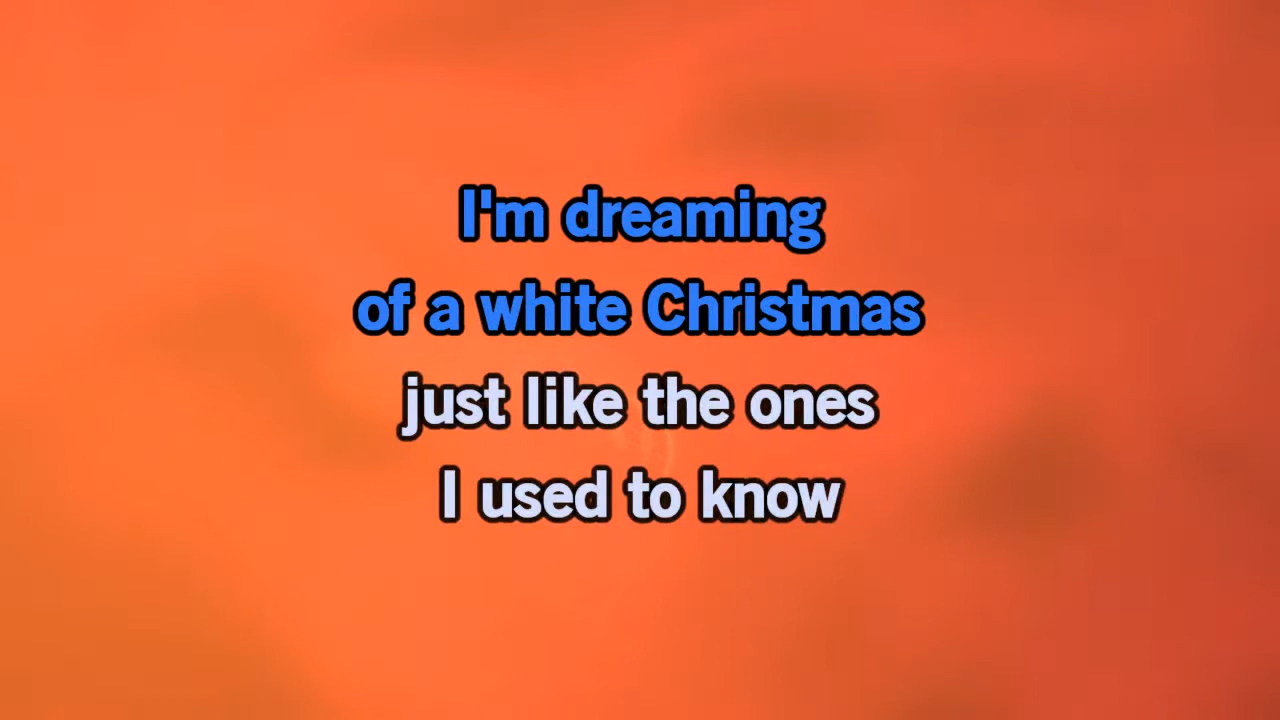 I'm dreaming
of a white Christmas
just like the ones
I used to know